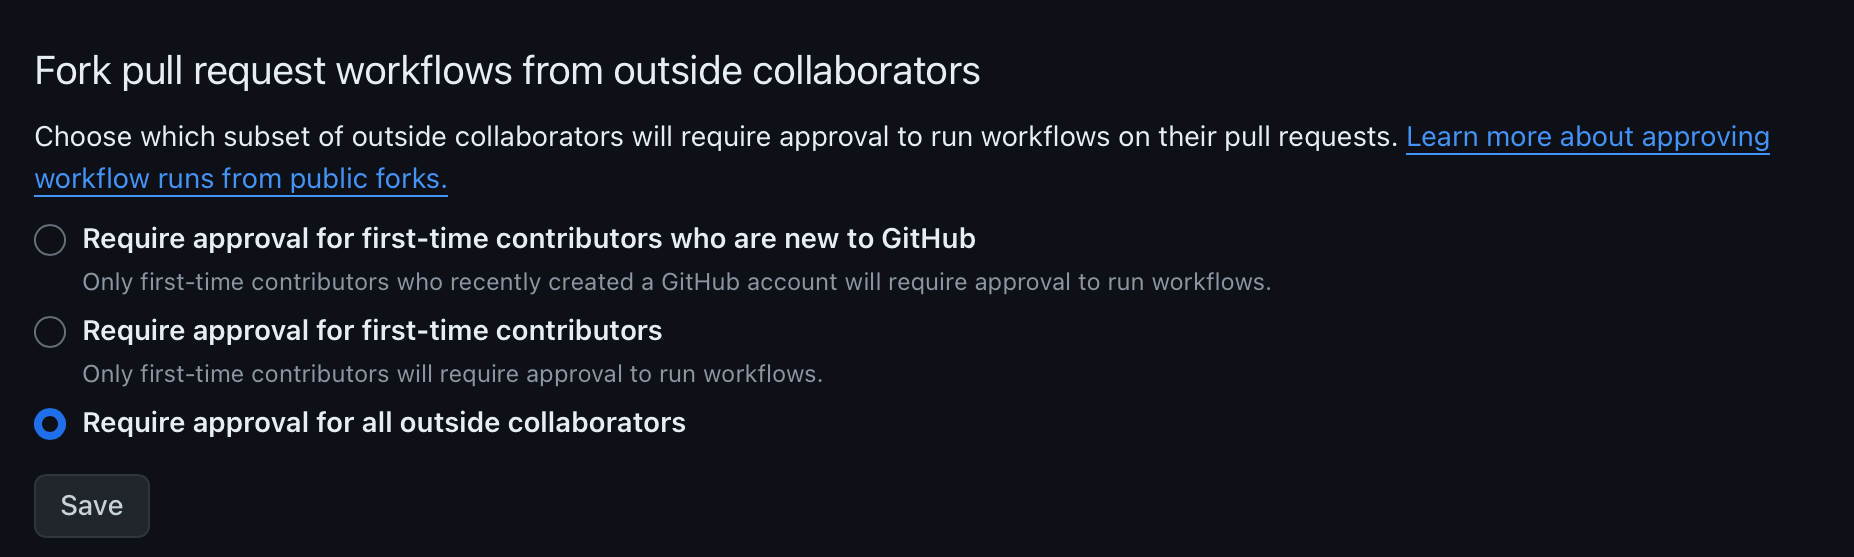 Fork pull request workflows from outside collaborators
Choose which subset of outside collaborators will require approval to run workflows on their pull requests. Learn more about approving
workflow runs from public forks.
Require approval for first-time contributors who are new to GitHub
Only first-time contributors who recently created a GitHub account will require approval to run workflows.
Require approval for first-time contributors
Only first-time contributors will require approval to run workflows.
Require approval for all outside collaborators
Save